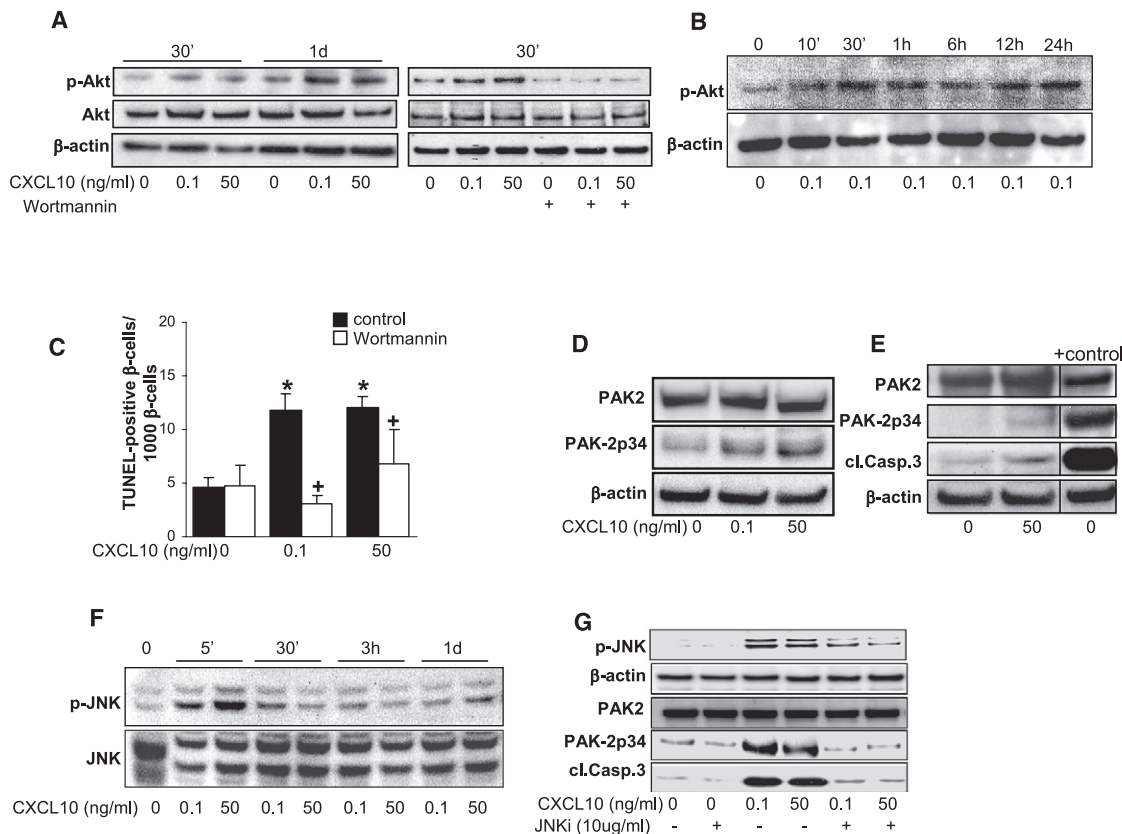 A
30' 1d 30'
p-Akt
Akt
β-actin
CXCL10 (ng/ml) 0 0.1 50 0 0.1 50 0 0.1 50 0 0.1 50
Wortmannin + + +
B
0 10' 30' 1h 6h 12h 24h
p-Akt
β-actin
0 0.1 0.1 0.1 0.1 0.1 0.1
C
TUNEL-positive β-cells/
1000 β-cells
20
15
10
5
0
control
Wortmannin
* + * +
CXCL10 (ng/ml) 0 0.1 50
D
PAK2
PAK-2p34
β-actin
CXCL10 (ng/ml) 0 0.1 50
E
+control
PAK2
PAK-2p34
cl.Casp.3
β-actin
0 50 0
F
0 5' 30' 3h 1d
p-JNK
JNK
CXCL10 (ng/ml) 0 0.1 50 0.1 50 0.1 50 0.1 50
G
p-JNK
β-actin
PAK2
PAK-2p34
cl.Casp.3
CXCL10 (ng/ml) 0 0 0.1 50 0.1 50
JNKi (10ug/ml) - + - - + +